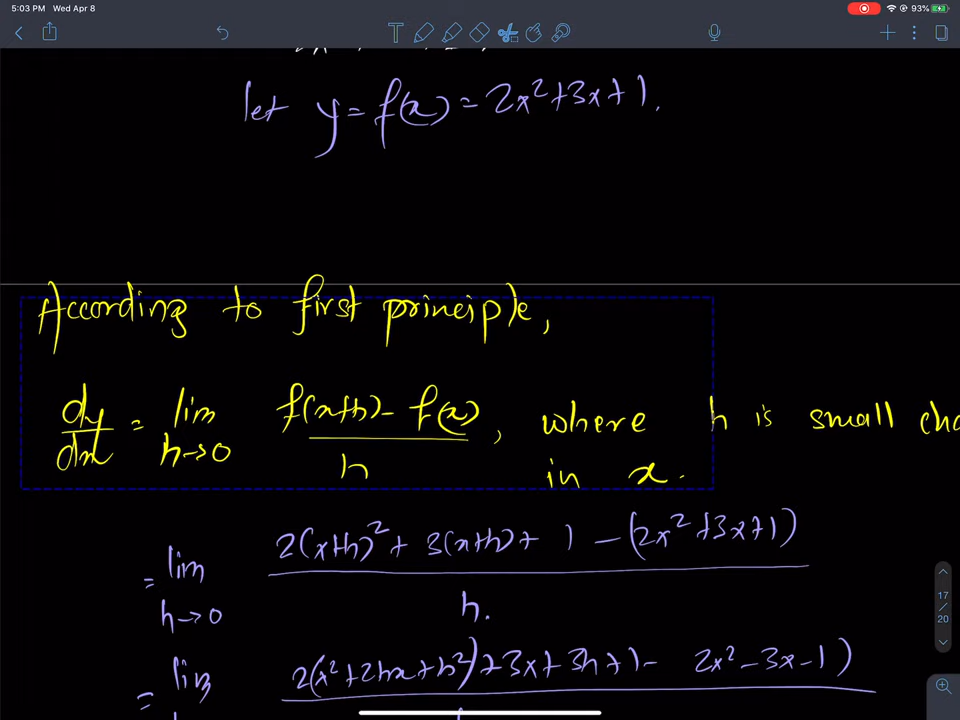 5:03 PM Wed Apr 8
93%
let y = f(x) = 2x²+3x+1.
According to first principle,
dy/dx = lim h→0 f(x+h) - f(x) / h , where h is small cha
in x.
= lim h→0 2(x+h)² + 3(x+h) + 1 - (2x²+3x+1) / h.
= lim 2(x²+2hx+h²)+3x+3h+1 - 2x²-3x-1)
17
/
20